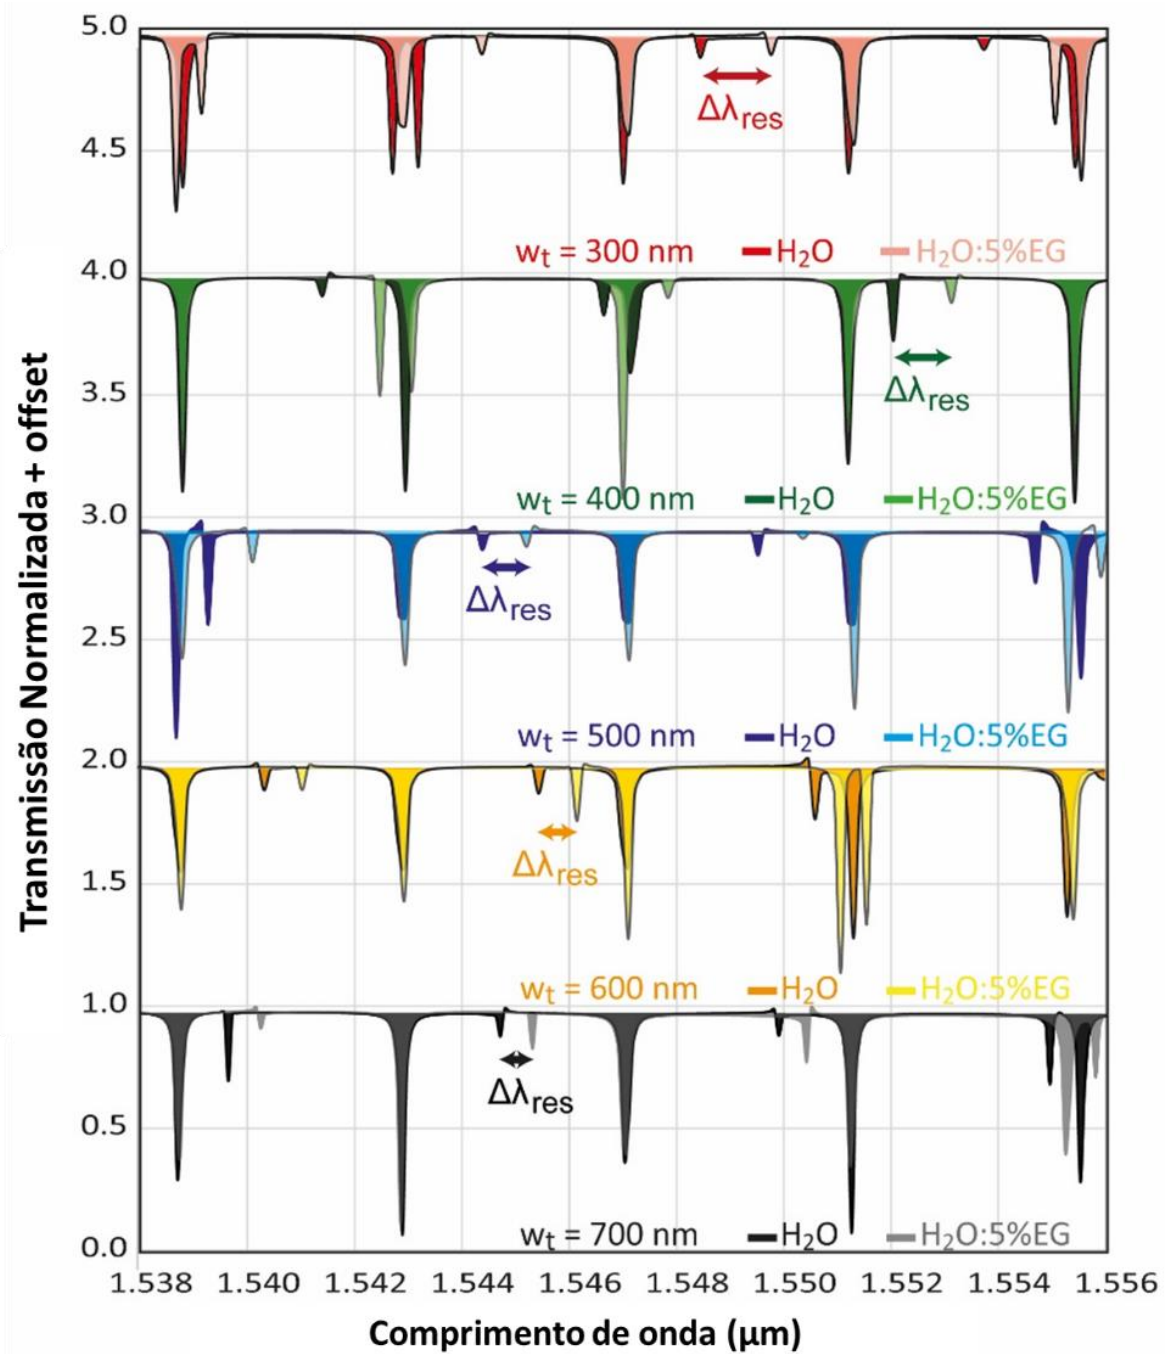 Transmissão Normalizada + offset
5.0
4.5
4.0
3.5
3.0
2.5
2.0
1.5
1.0
0.5
0.0
Δλres
wt = 300 nm H2O H2O:5%EG
Δλres
wt = 400 nm H2O H2O:5%EG
Δλres
wt = 500 nm H2O H2O:5%EG
Δλres
wt = 600 nm H2O H2O:5%EG
Δλres
wt = 700 nm H2O H2O:5%EG
1.538 1.540 1.542 1.544 1.546 1.548 1.550 1.552 1.554 1.556
Comprimento de onda (µm)